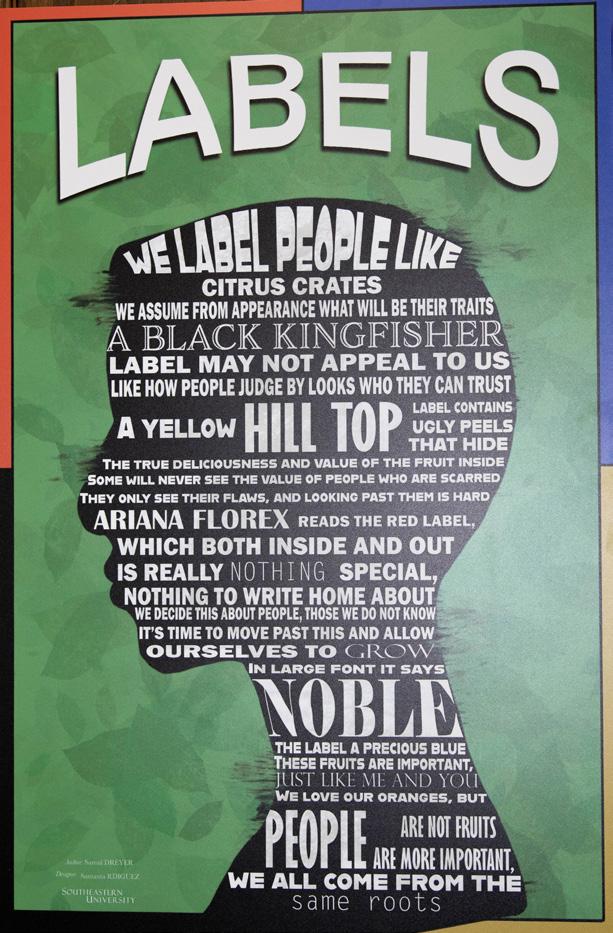 LABELS
WE LABEL PEOPLE LIKE
CITRUS CRATES
WE ASSUME FROM APPEARANCE WHAT WILL BE THEIR TRAITS
A BLACK KINGFISHER
LABEL MAY NOT APPEAL TO US
LIKE HOW PEOPLE JUDGE BY LOOKS WHO THEY CAN TRUST
A YELLOW HILL TOP LABEL CONTAINS
UGLY PEELS
THAT HIDE
THE TRUE DELICIOUSNESS AND VALUE OF THE FRUIT INSIDE
SOME WILL NEVER SEE THE VALUE OF PEOPLE WHO ARE SCARRED
THEY ONLY SEE THEIR FLAWS, AND LOOKING PAST THEM IS HARD
ARIANA FLOREX READS THE RED LABEL,
WHICH BOTH INSIDE AND OUT
IS REALLY NOTHING SPECIAL,
NOTHING TO WRITE HOME ABOUT
WE DECIDE THIS ABOUT PEOPLE, THOSE WE DO NOT KNOW
IT'S TIME TO MOVE PAST THIS AND ALLOW
OURSELVES TO GROW
IN LARGE FONT IT SAYS
NOBLE
THE LABEL A PRECIOUS BLUE
THESE FRUITS ARE IMPORTANT,
JUST LIKE ME AND YOU
WE LOVE OUR ORANGES, BUT
PEOPLE ARE NOT FRUITS
ARE MORE IMPORTANT,
WE ALL COME FROM THE
same roots
Author: DREYER
Designer: Samanta RDIGUEZ
SOUTHEASTERN
UNIVERSITY